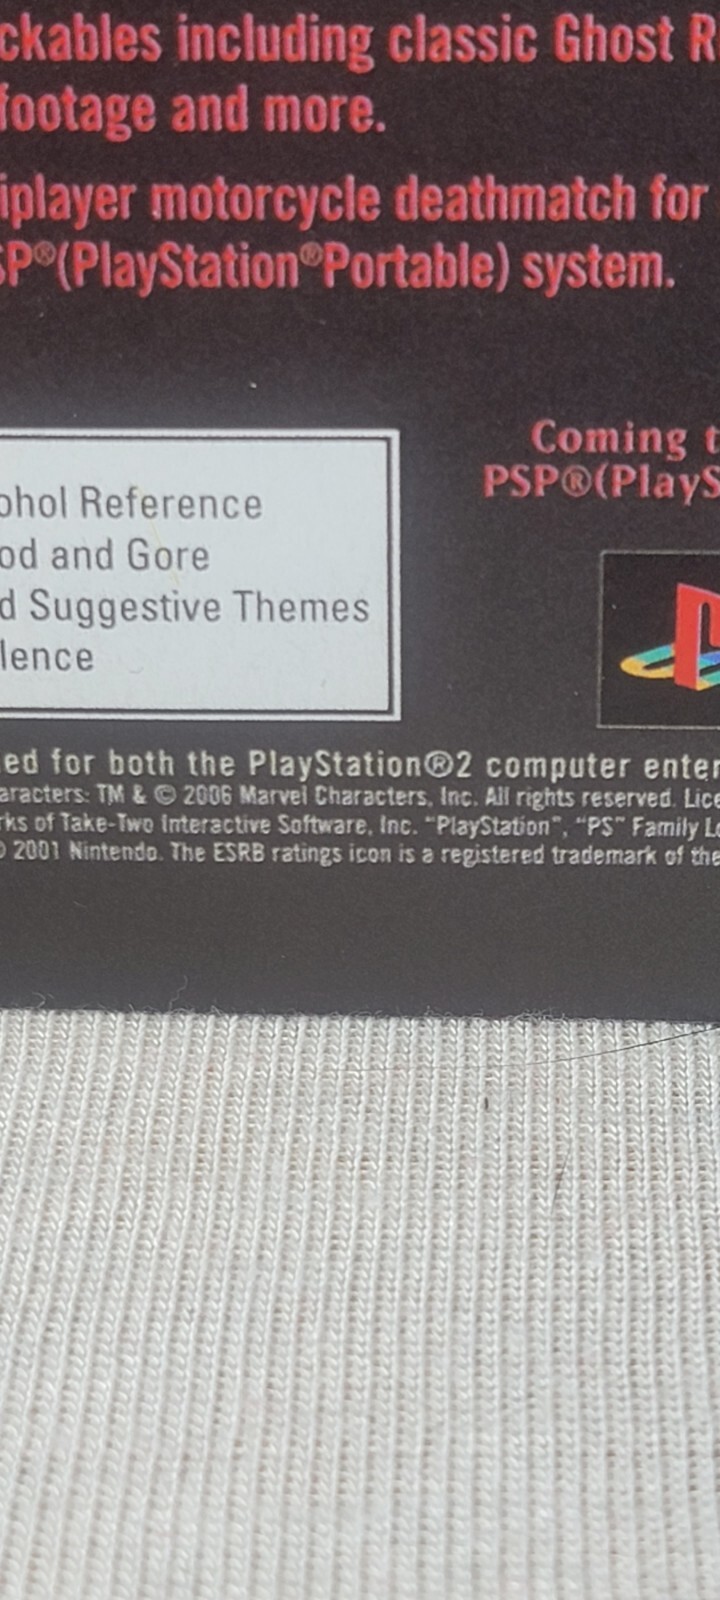 ckables including classic Ghost R
footage and more.
iplayer motorcycle deathmatch for
SP®(PlayStation®Portable) system.
Coming t
PSP®(PlayS
ohol Reference
od and Gore
d Suggestive Themes
lence
ed for both the PlayStation®2 computer enter
aracters: TM & © 2006 Marvel Characters, Inc. All rights reserved. Lice
rks of Take-Two Interactive Software, Inc. "PlayStation", "PS" Family Lo
© 2001 Nintendo. The ESRB ratings icon is a registered trademark of the